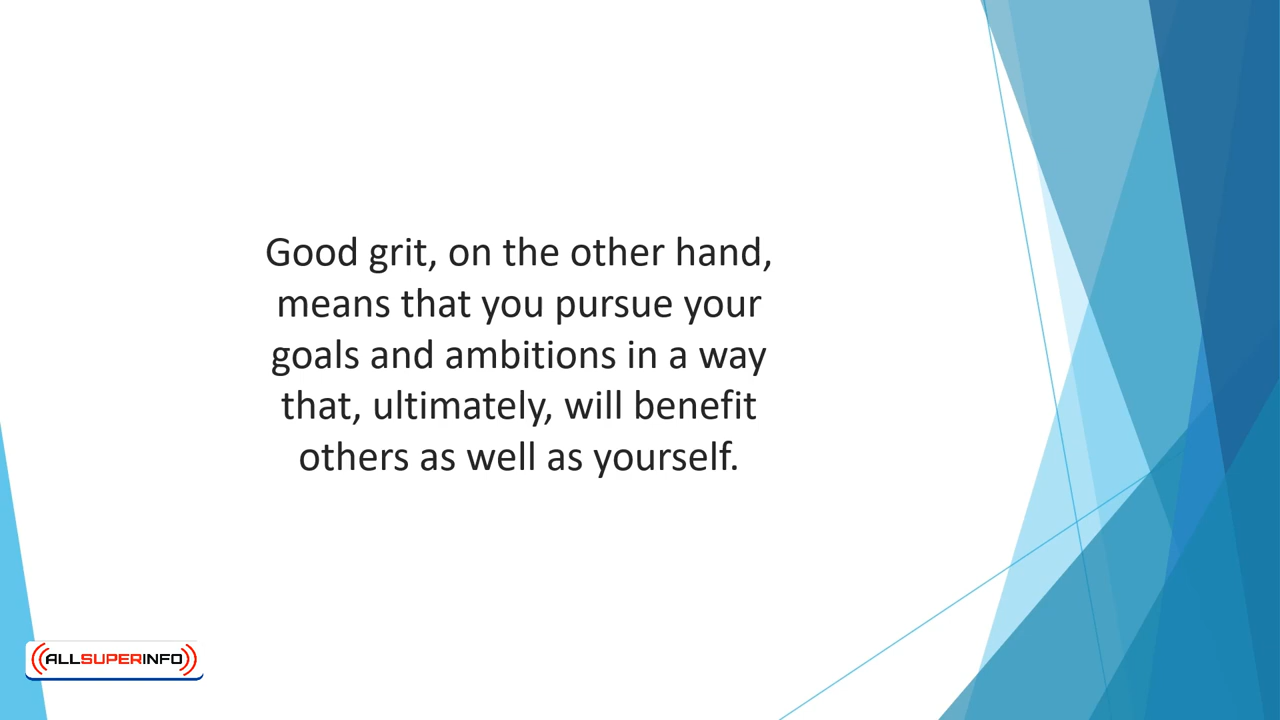 Good grit, on the other hand,
means that you pursue your
goals and ambitions in a way
that, ultimately, will benefit
others as well as yourself.
ALLSUPERINFO